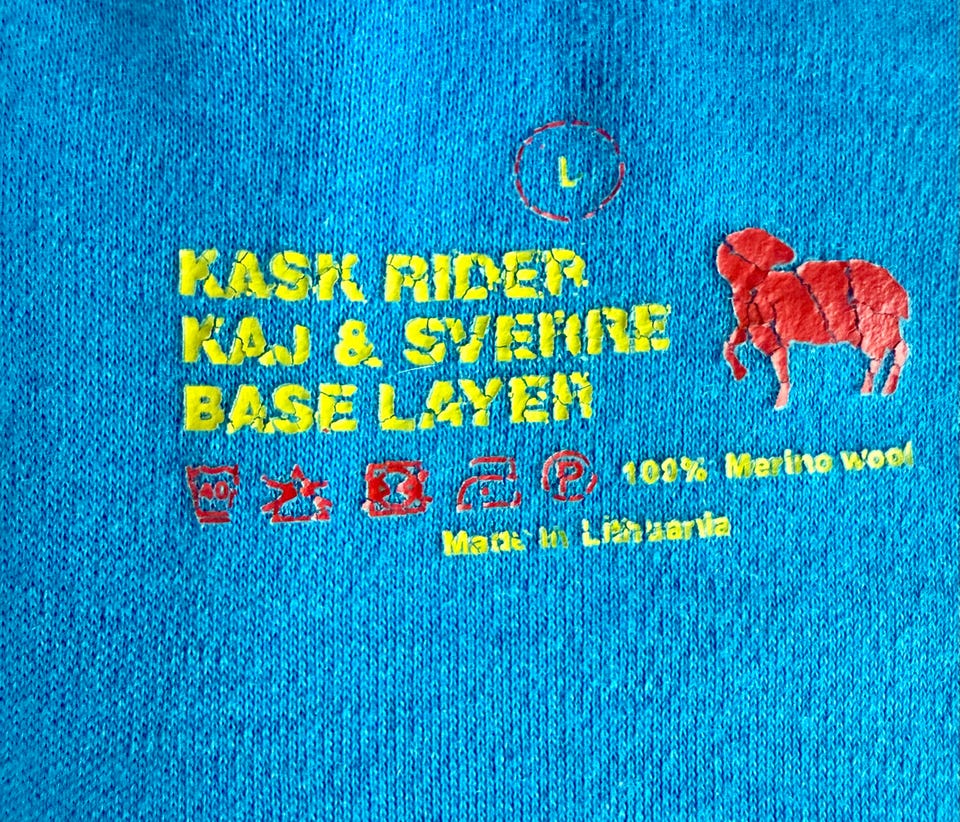 L
KASK RIDER
KAJ & SVERRE
BASE LAYER
40 P 100% Merino wool
Made in Lithuania